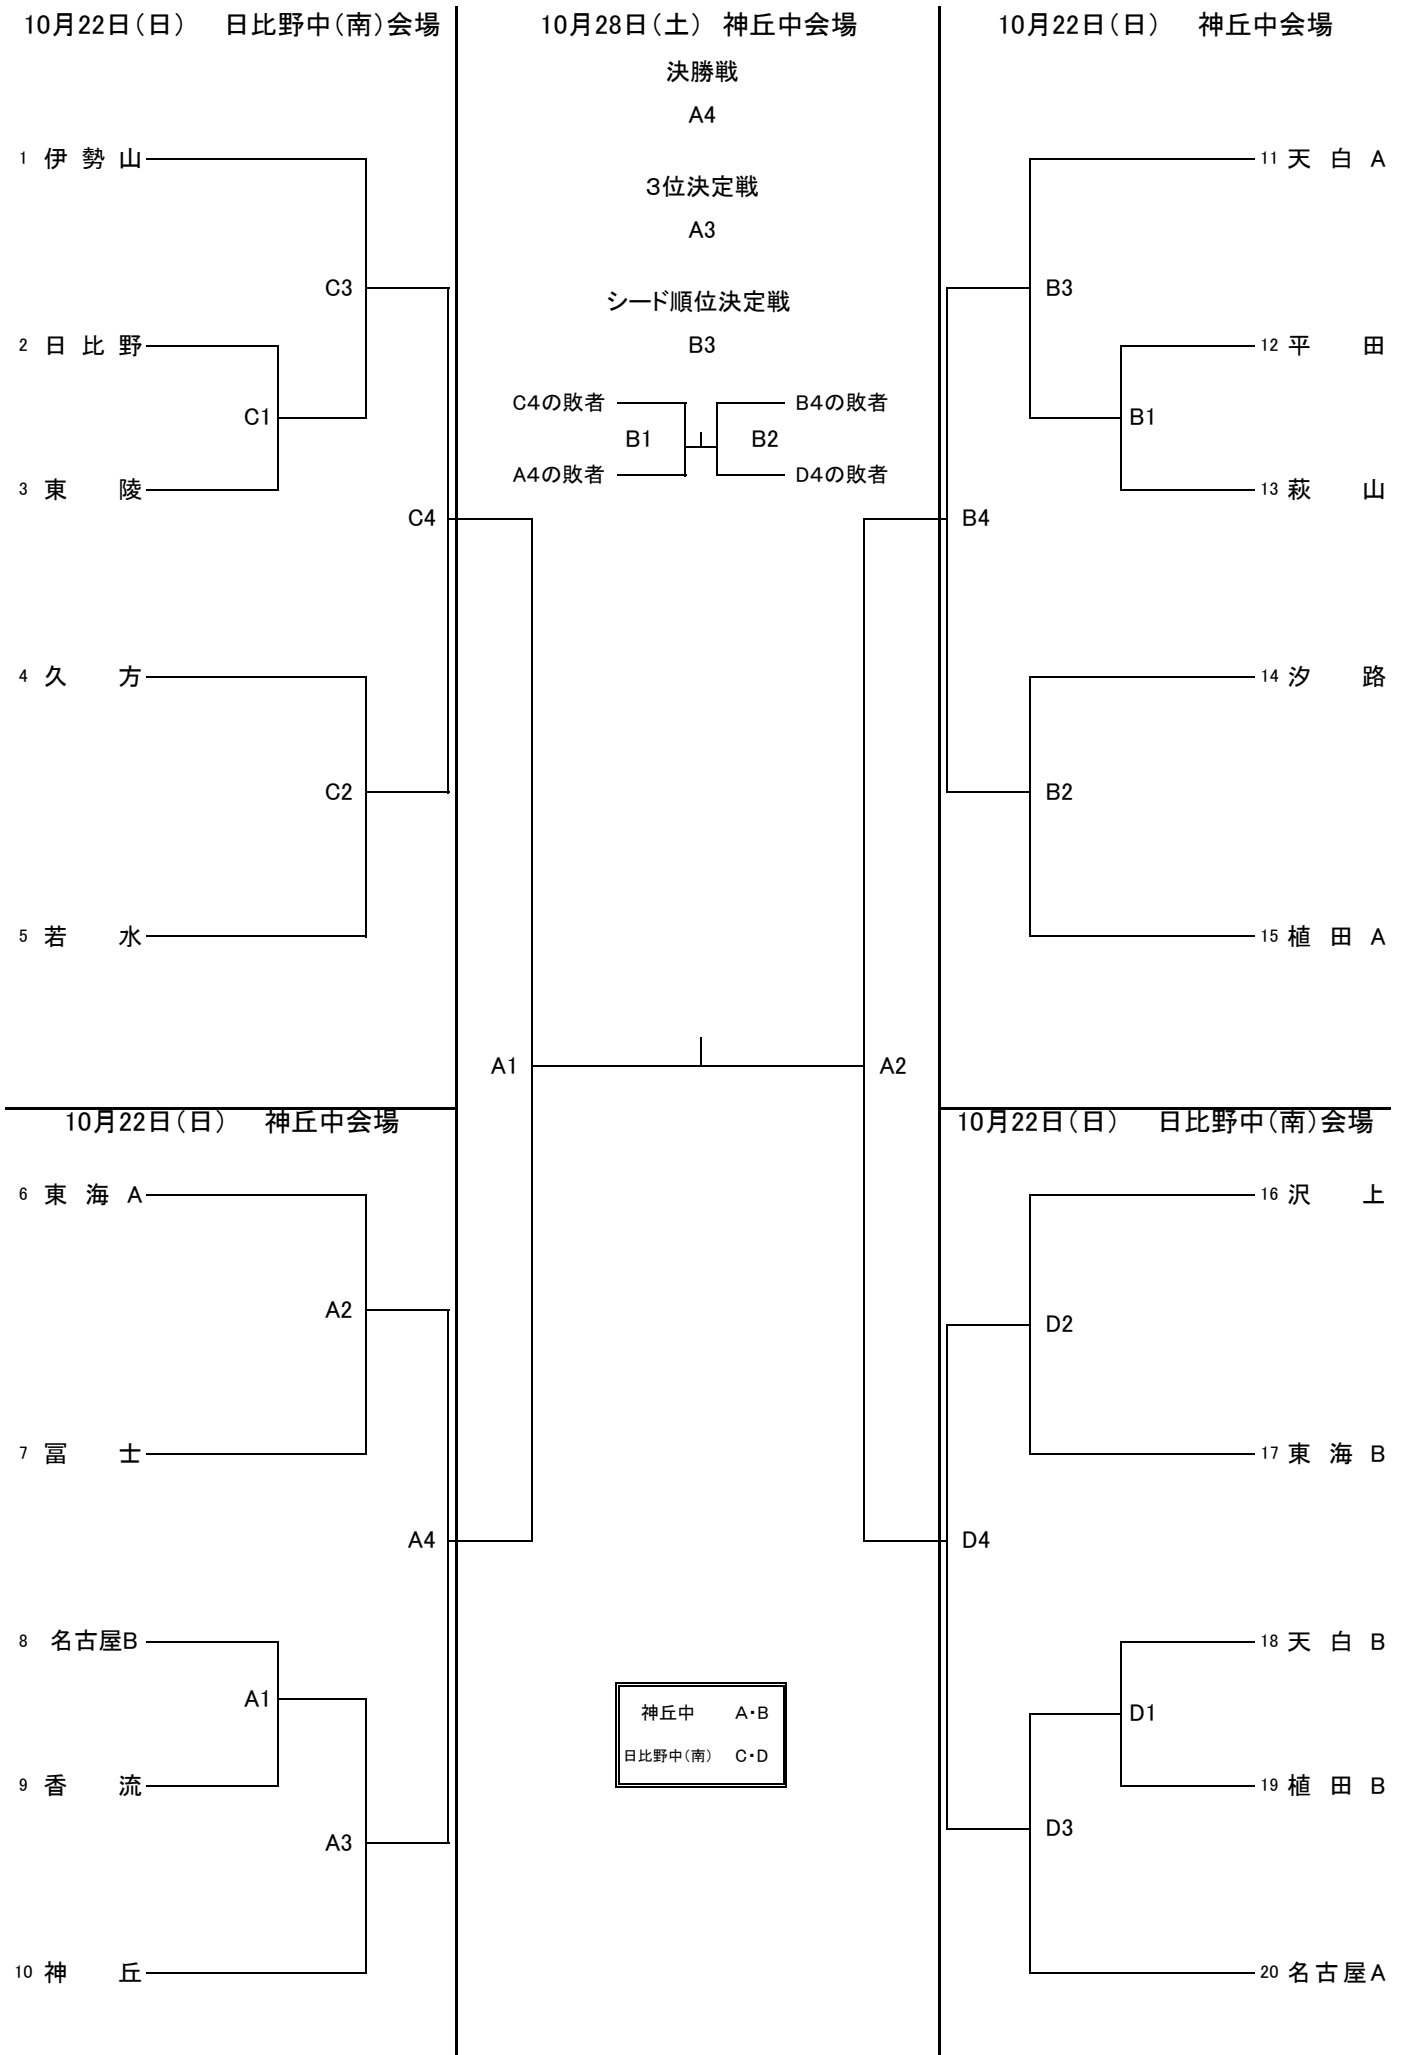 10月22日(日)　日比野中(南)会場
1 伊勢山
C3
2 日比野
C1
3 東陵
C4
4 久方
C2
5 若水
10月22日(日)　神丘中会場
6 東海A
A2
7 冨士
A4
8 名古屋B
A1
9 香流
A3
10 神丘
10月28日(土) 神丘中会場
決勝戦
A4
3位決定戦
A3
シード順位決定戦
B3
C4の敗者 B4の敗者
B1 B2
A4の敗者 D4の敗者
A1 A2
神丘中 A・B
日比野中(南) C・D
10月22日(日)　神丘中会場
11 天白A
B3
12 平田
B1
13 萩山
B4
14 汐路
B2
15 植田A
10月22日(日)　日比野中(南)会場
16 沢上
D2
17 東海B
D4
18 天白B
D1
19 植田B
D3
20 名古屋A